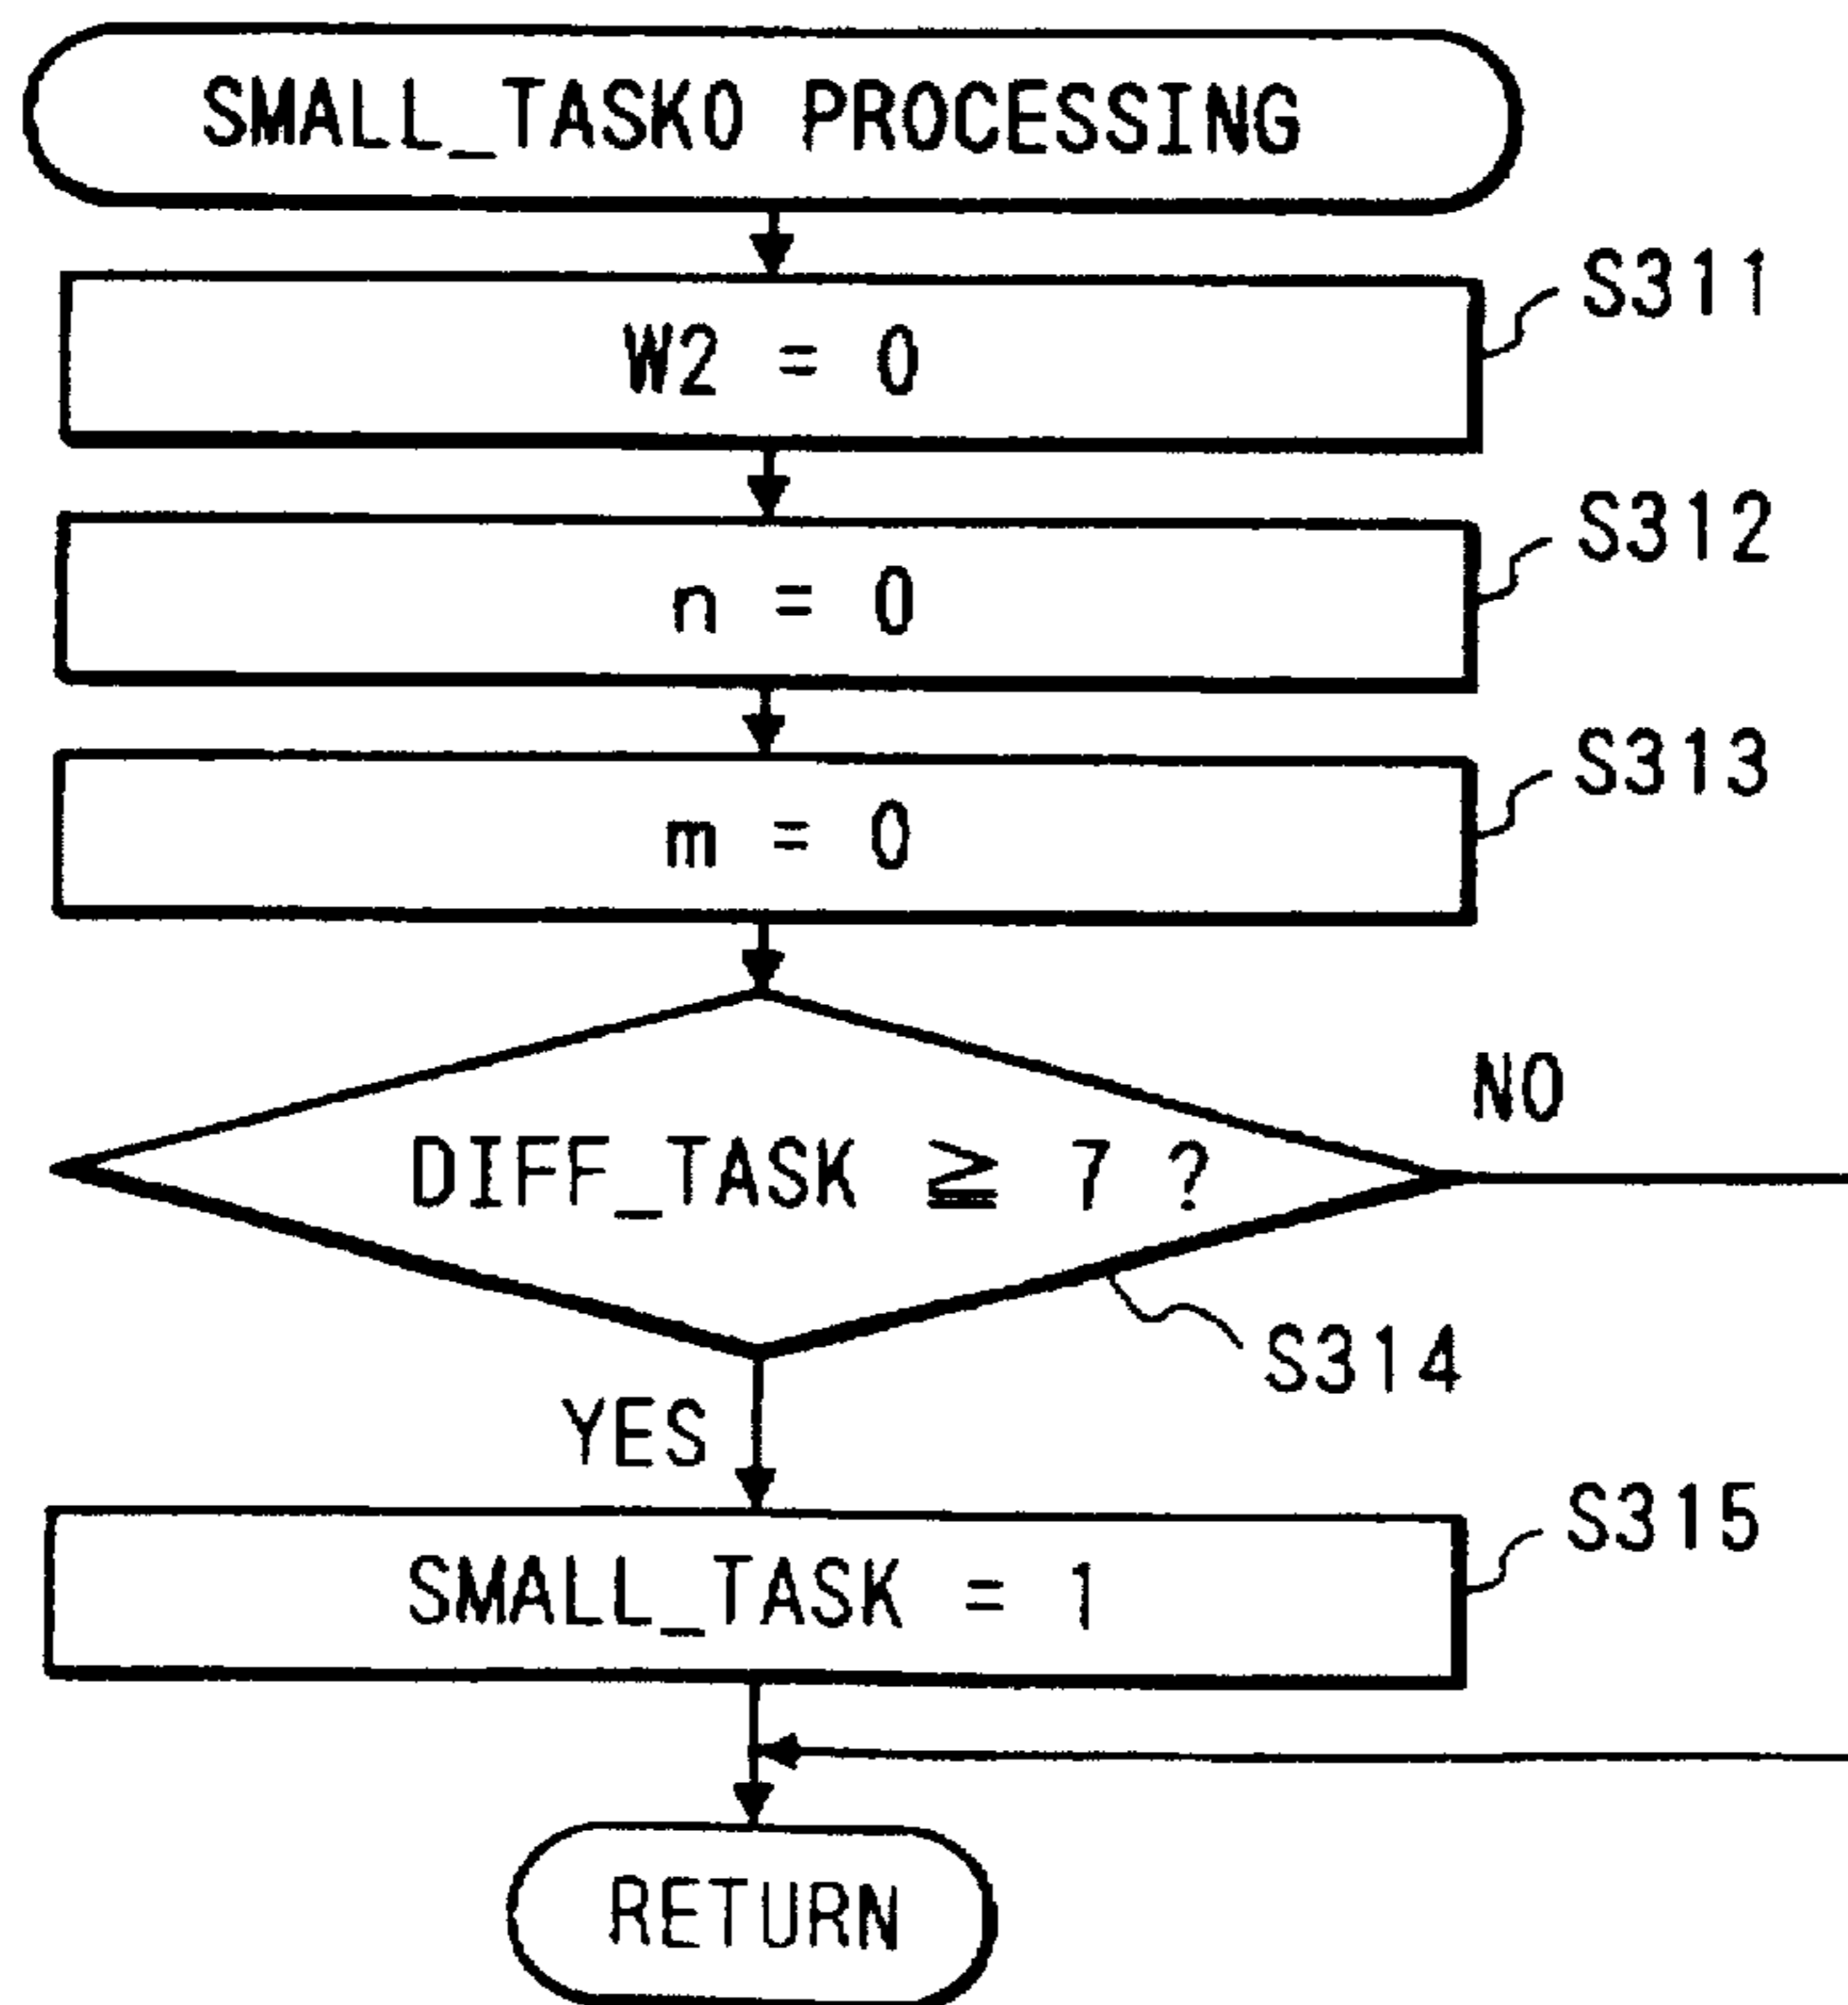 SMALL_TASK0 PROCESSING
W2 = 0
S311
n = 0
S312
m = 0
S313
DIFF_TASK ≧ 7 ?
NO
S314
YES
SMALL_TASK = 1
S315
RETURN